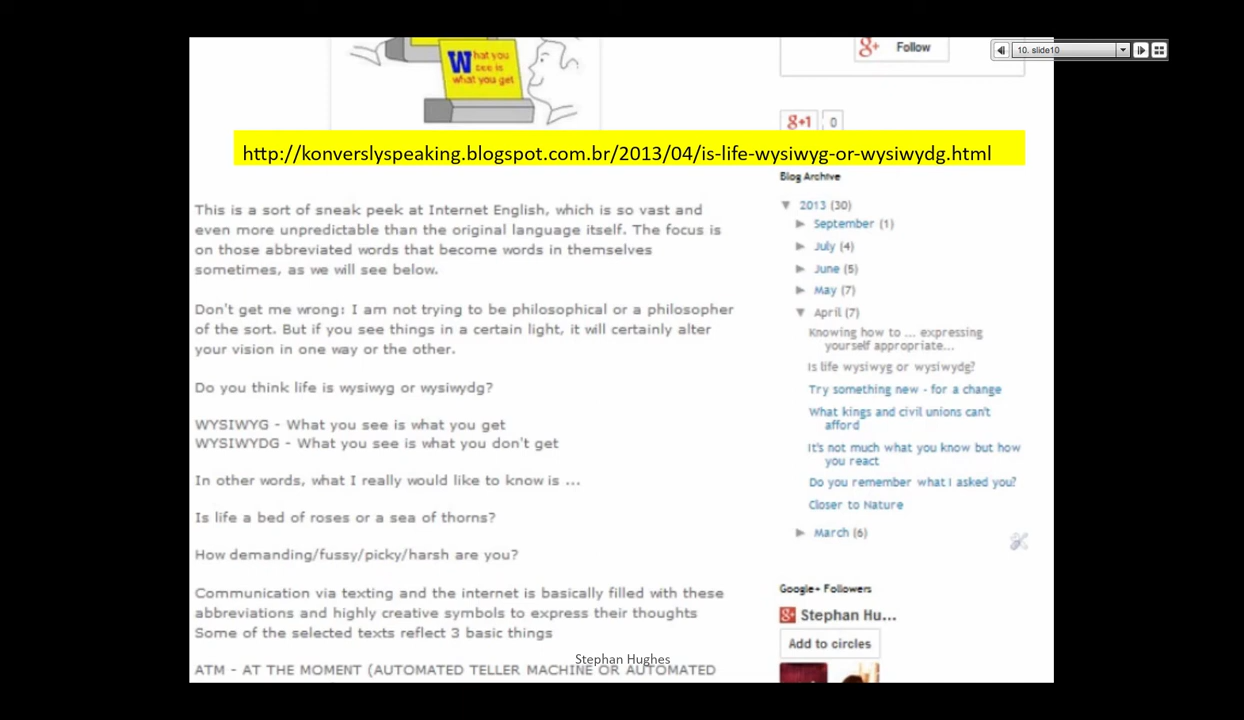 What you
see is
what you get
g+ Follow
10. slide10
g+1 0
http://konverslyspeaking.blogspot.com.br/2013/04/is-life-wysiwyg-or-wysiwydg.html
This is a sort of sneak peek at Internet English, which is so vast and
even more unpredictable than the original language itself. The focus is
on those abbreviated words that become words in themselves
sometimes, as we will see below.
Don't get me wrong: I am not trying to be philosophical or a philosopher
of the sort. But if you see things in a certain light, it will certainly alter
your vision in one way or the other.
Do you think life is wysiwyg or wysiwydg?
WYSIWYG - What you see is what you get
WYSIWYDG - What you see is what you don't get
In other words, what I really would like to know is ...
Is life a bed of roses or a sea of thorns?
How demanding/fussy/picky/harsh are you?
Communication via texting and the internet is basically filled with these
abbreviations and highly creative symbols to express their thoughts
Some of the selected texts reflect 3 basic things
ATM - AT THE MOMENT (AUTOMATED TELLER MACHINE OR AUTOMATED
Stephan Hughes
Blog Archive
▼ 2013 (30)
► September (1)
► July (4)
► June (5)
► May (7)
▼ April (7)
Knowing how to ... expressing
yourself appropriate...
Is life wysiwyg or wysiwydg?
Try something new - for a change
What kings and civil unions can't
afford
It's not much what you know but how
you react
Do you remember what I asked you?
Closer to Nature
► March (6)
Google+ Followers
g+ Stephan Hu...
Add to circles